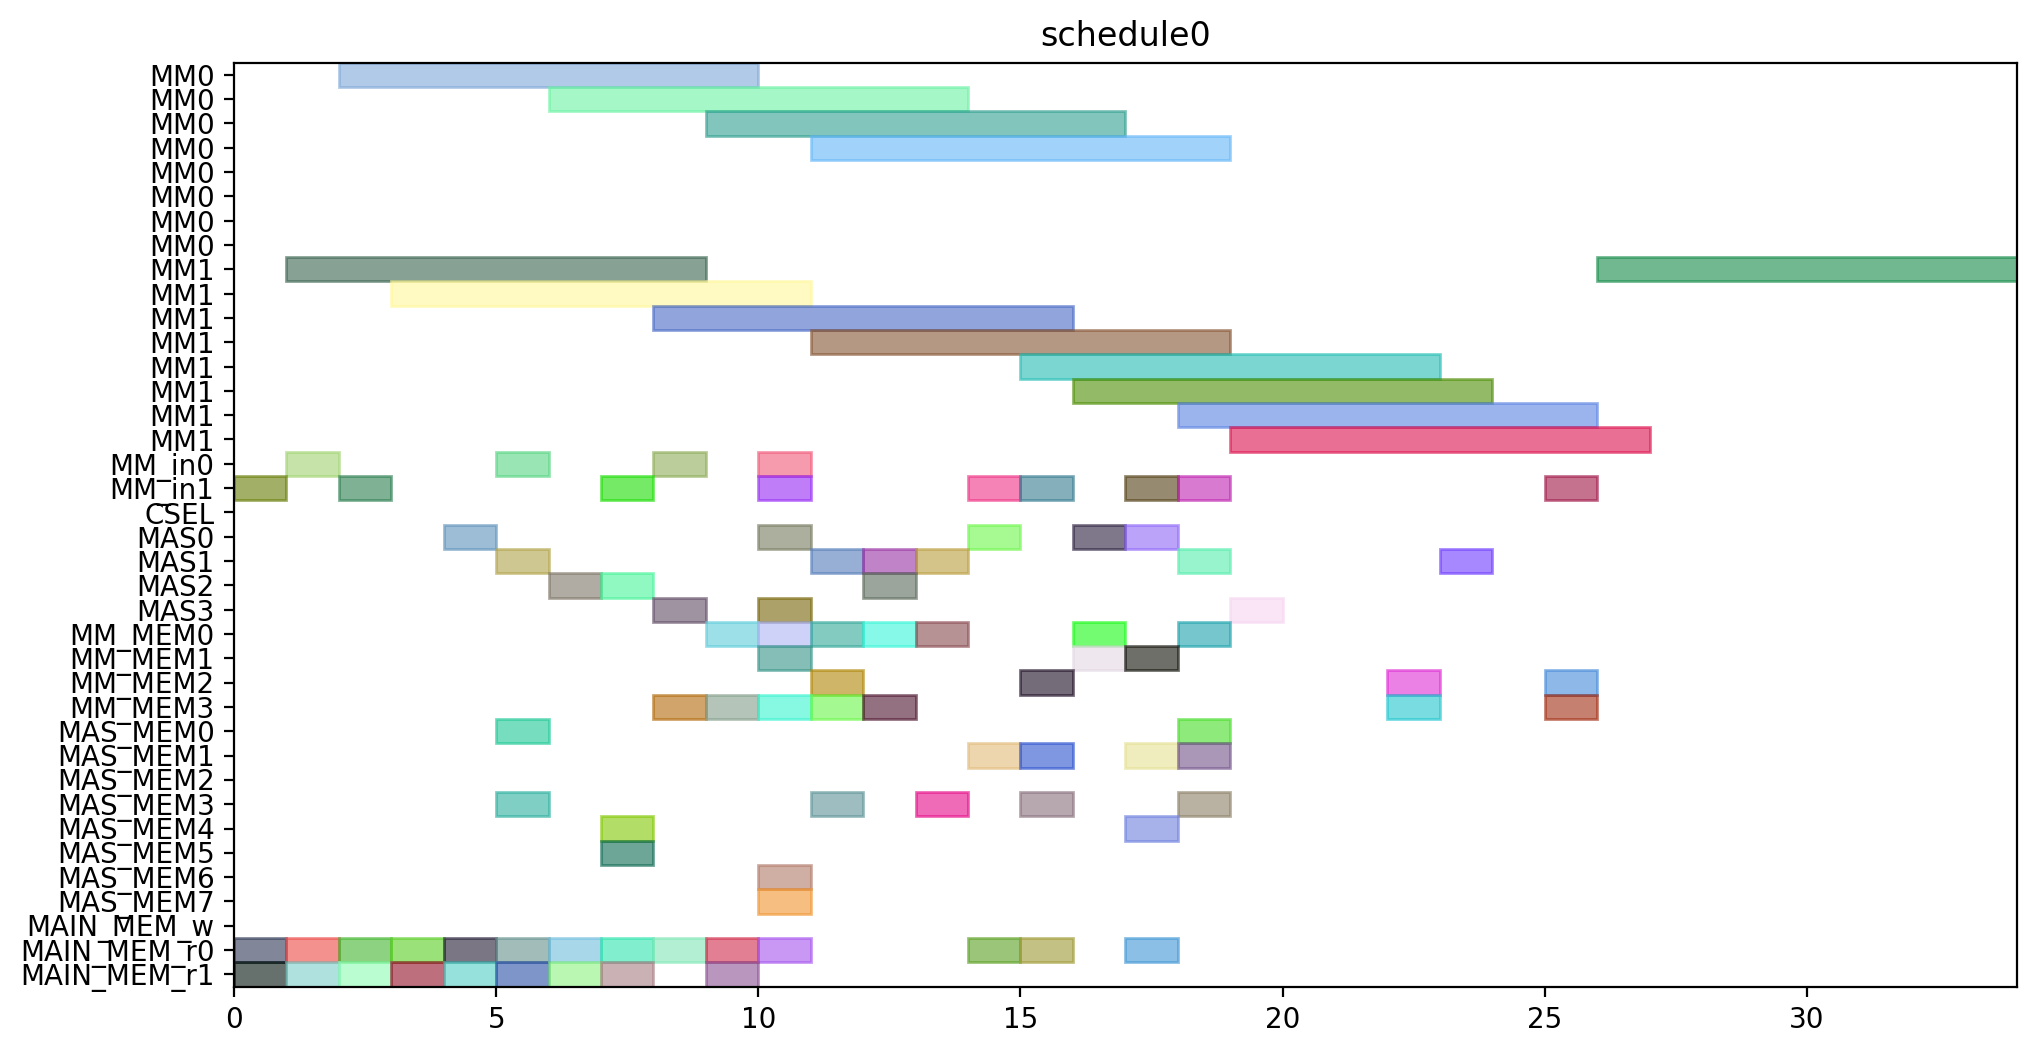 schedule0
MM0
MM0
MM0
MM0
MM0
MM0
MM0
MM0
MM1
MM1
MM1
MM1
MM1
MM1
MM1
MM1
MM_in0
MM_in1
CSEL
MAS0
MAS1
MAS2
MAS3
MM_MEM0
MM_MEM1
MM_MEM2
MM_MEM3
MAS_MEM0
MAS_MEM1
MAS_MEM2
MAS_MEM3
MAS_MEM4
MAS_MEM5
MAS_MEM6
MAS_MEM7
MAIN_MEM_w
MAIN_MEM_r0
MAIN_MEM_r1
0 5 10 15 20 25 30